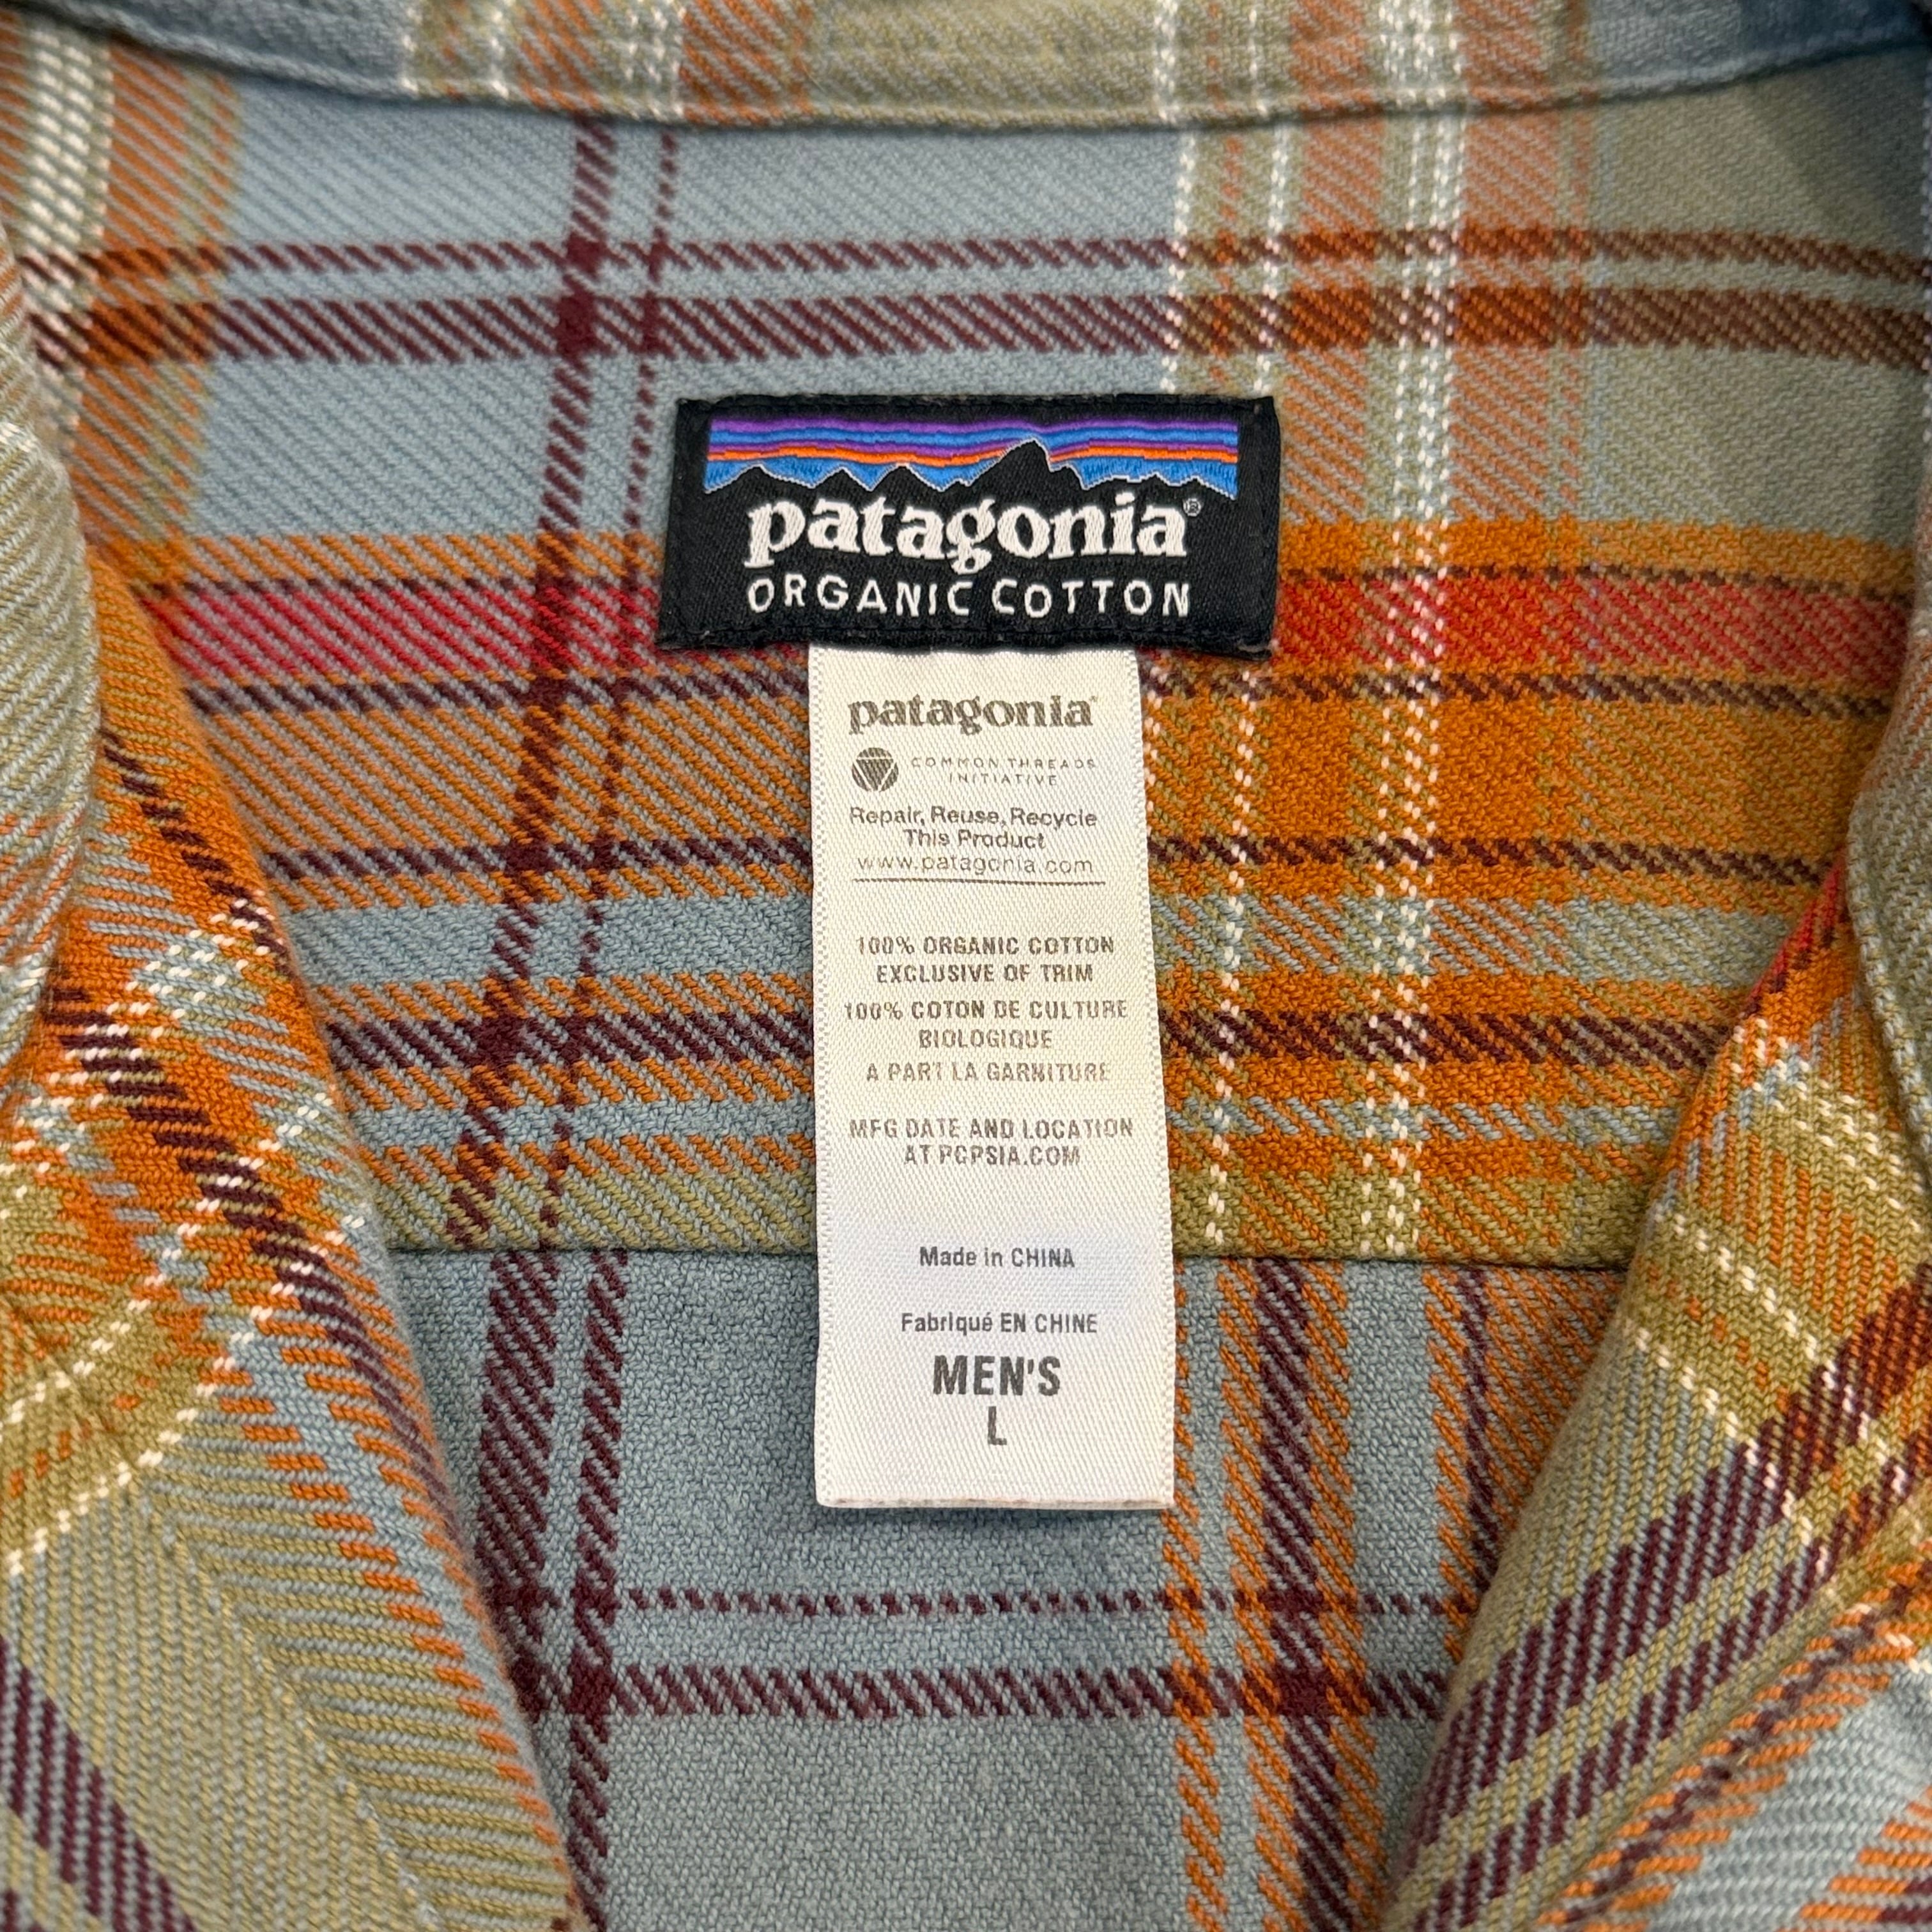 patagonia®
ORGANIC COTTON
patagonia®
COMMON THREADS
INITIATIVE
Repair, Reuse, Recycle
This Product
www.patagonia.com
100% ORGANIC COTTON
EXCLUSIVE OF TRIM
100% COTON DE CULTURE
BIOLOGIQUE
A PART LA GARNITURE
MFG DATE AND LOCATION
AT PCPSIA.COM
Made in CHINA
Fabriqué EN CHINE
MEN'S
L